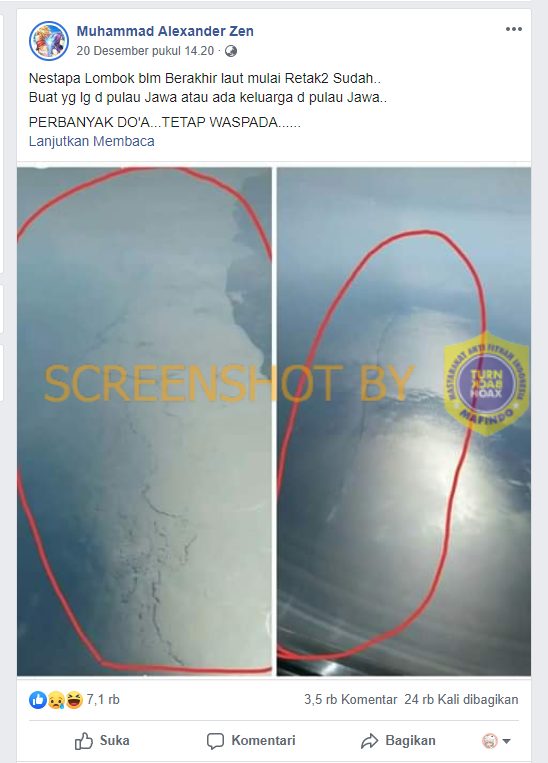 Muhammad Alexander Zen
20 Desember pukul 14.20 ·
Nestapa Lombok blm Berakhir laut mulai Retak2 Sudah..
Buat yg lg d pulau Jawa atau ada keluarga d pulau Jawa..
PERBANYAK DO'A...TETAP WASPADA......
Lanjutkan Membaca
SCREENSHOT BY
MASYARAKAT ANTI FITNAH INDONESIA
TURN
BACK
HOAX
MAFINDO
7,1 rb
3,5 rb Komentar 24 rb Kali dibagikan
Suka
Komentari
Bagikan